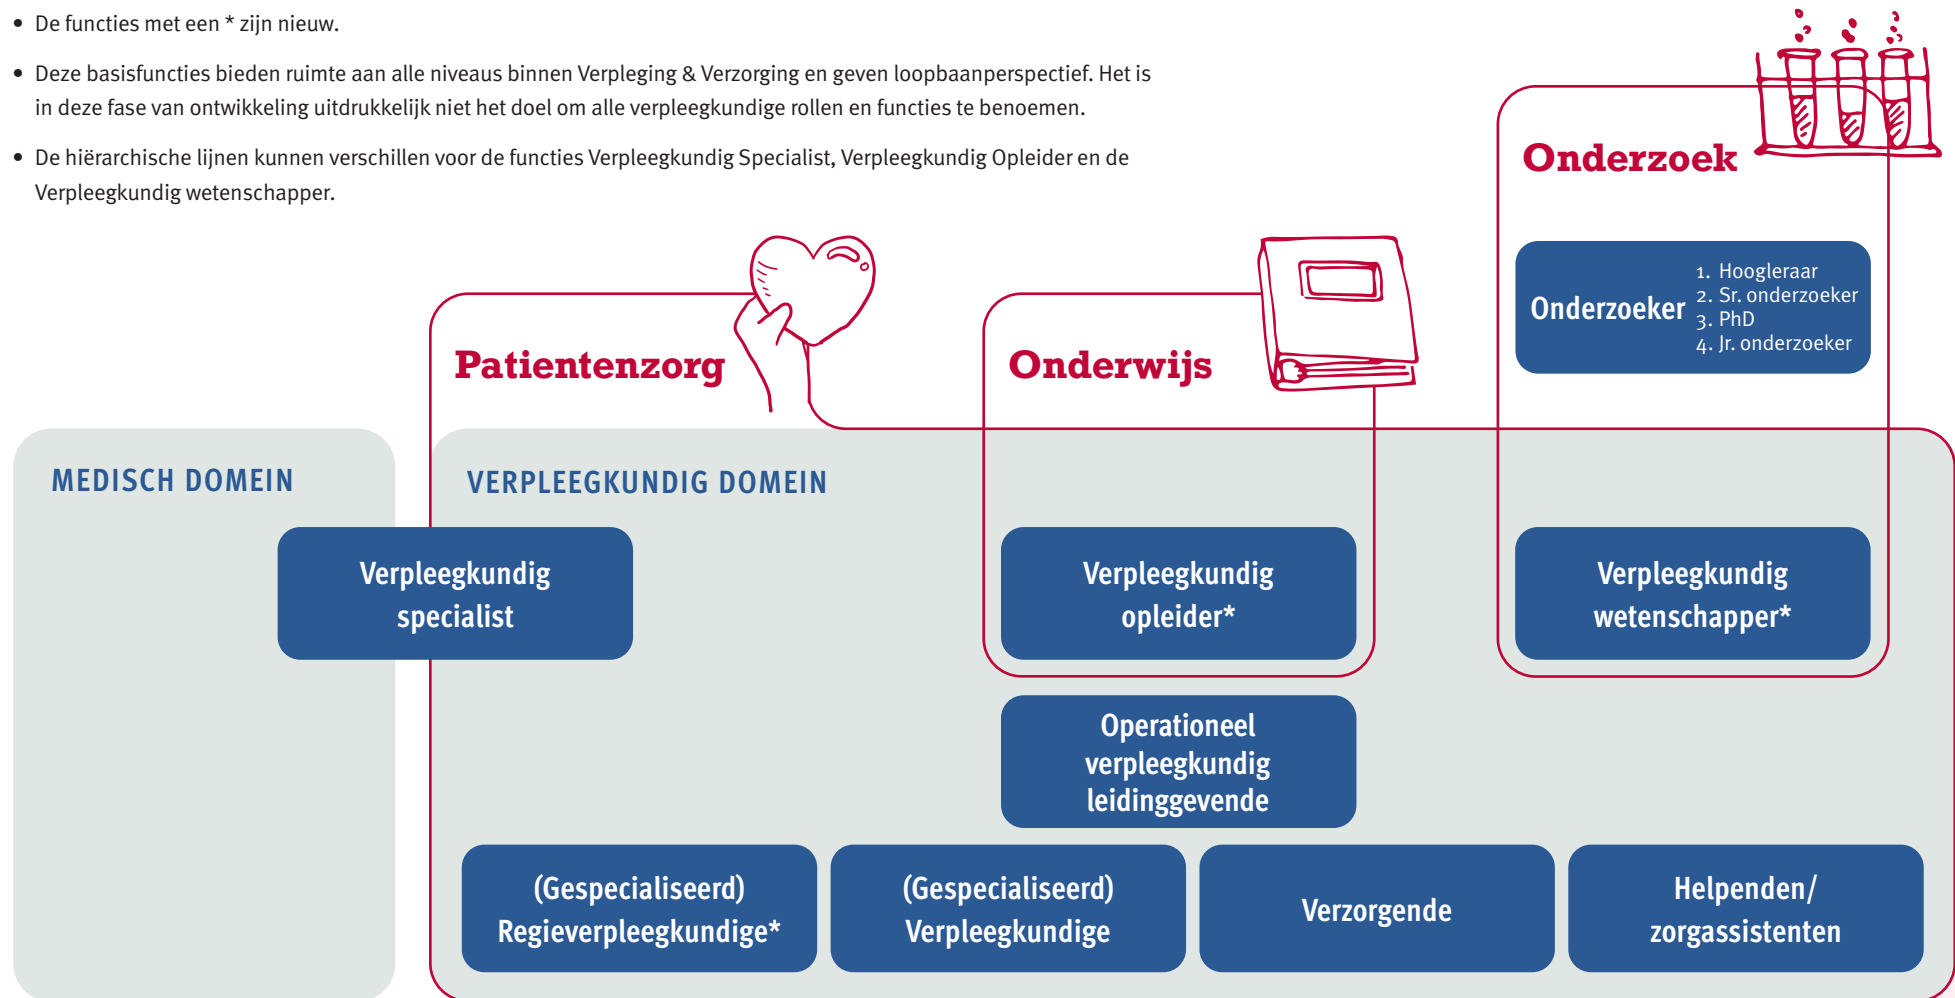 • De functies met een * zijn nieuw.
• Deze basisfuncties bieden ruimte aan alle niveaus binnen Verpleging & Verzorging en geven loopbaanperspectief. Het is
in deze fase van ontwikkeling uitdrukkelijk niet het doel om alle verpleegkundige rollen en functies te benoemen.
• De hiërarchische lijnen kunnen verschillen voor de functies Verpleegkundig Specialist, Verpleegkundig Opleider en de
Verpleegkundig wetenschapper.
Onderzoek
Onderzoeker
1. Hoogleraar
2. Sr. onderzoeker
3. PhD
4. Jr. onderzoeker
Patientenzorg
Onderwijs
MEDISCH DOMEIN
VERPLEEGKUNDIG DOMEIN
Verpleegkundig
specialist
Verpleegkundig
opleider*
Verpleegkundig
wetenschapper*
Operationeel
verpleegkundig
leidinggevende
(Gespecialiseerd)
Regieverpleegkundige*
(Gespecialiseerd)
Verpleegkundige
Verzorgende
Helpenden/
zorgassistenten